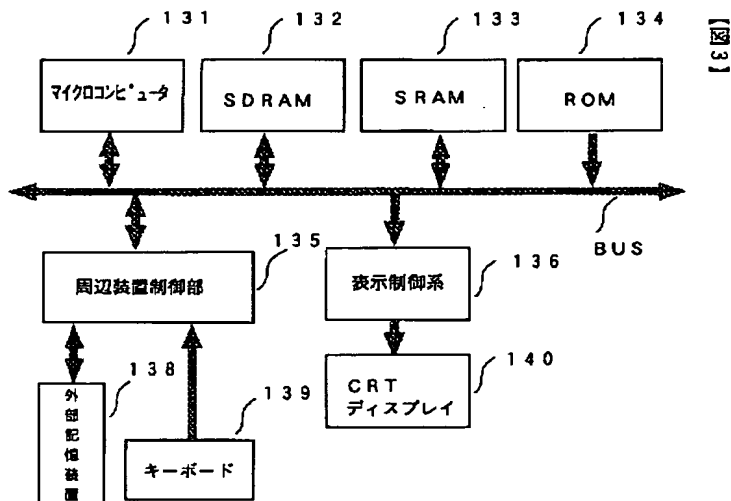 【図3】
131
132
133
134
マイクロコンピュータ
SDRAM
SRAM
ROM
BUS
135
136
周辺装置制御部
表示制御系
138
139
140
外部記憶装置
キーボード
CRT
ディスプレイ